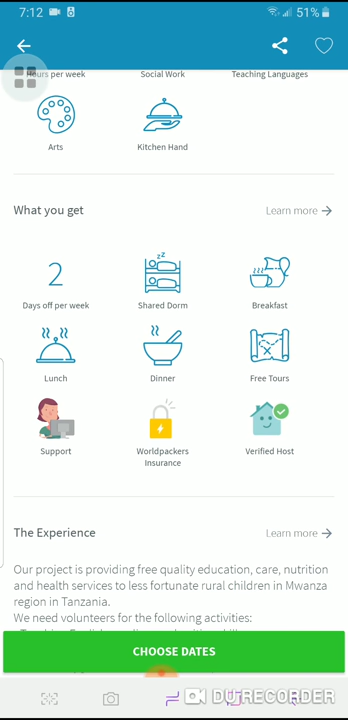 7:12
51%
Hours per week
Social Work
Teaching Languages
Arts
Kitchen Hand
What you get
Learn more
2
Days off per week
Shared Dorm
Breakfast
Lunch
Dinner
Free Tours
Support
Worldpackers
Insurance
Verified Host
The Experience
Learn more
Our project is providing free quality education, care, nutrition
and health services to less fortunate rural children in Mwanza
region in Tanzania.
We need volunteers for the following activities:
CHOOSE DATES
DU RECORDER